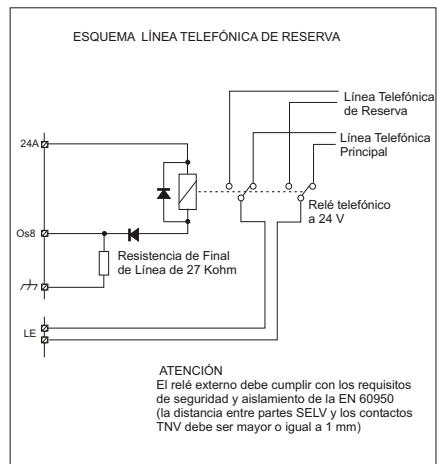 ESQUEMA LÍNEA TELEFÓNICA DE RESERVA
Línea Telefónica
de Reserva
Línea Telefónica
Principal
24A
Relé telefónico
a 24 V
Os8
Resistencia de Final
de Línea de 27 Kohm
LE
ATENCIÓN
El relé externo debe cumplir con los requisitos
de seguridad y aislamiento de la EN 60950
(la distancia entre partes SELV y los contactos
TNV debe ser mayor o igual a 1 mm)